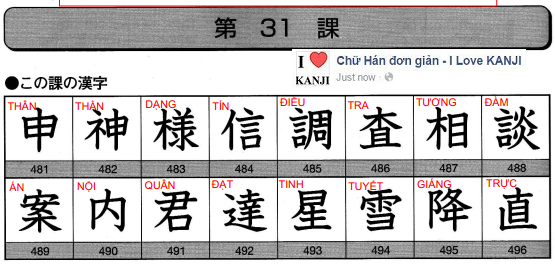 第 31 課
I ❤ KANJI
Chữ Hán đơn giản - I Love KANJI
Just now
●この課の漢字
THÂN THẦN DẠNG TÍN ĐIỀU TRA TƯƠNG ĐÀM
申 神 様 信 調 査 相 談
481 482 483 484 485 486 487 488
ÁN NỘI QUÂN ĐẠT TINH TUYẾT GIÁNG TRỰC
案 内 君 達 星 雪 降 直
489 490 491 492 493 494 495 496